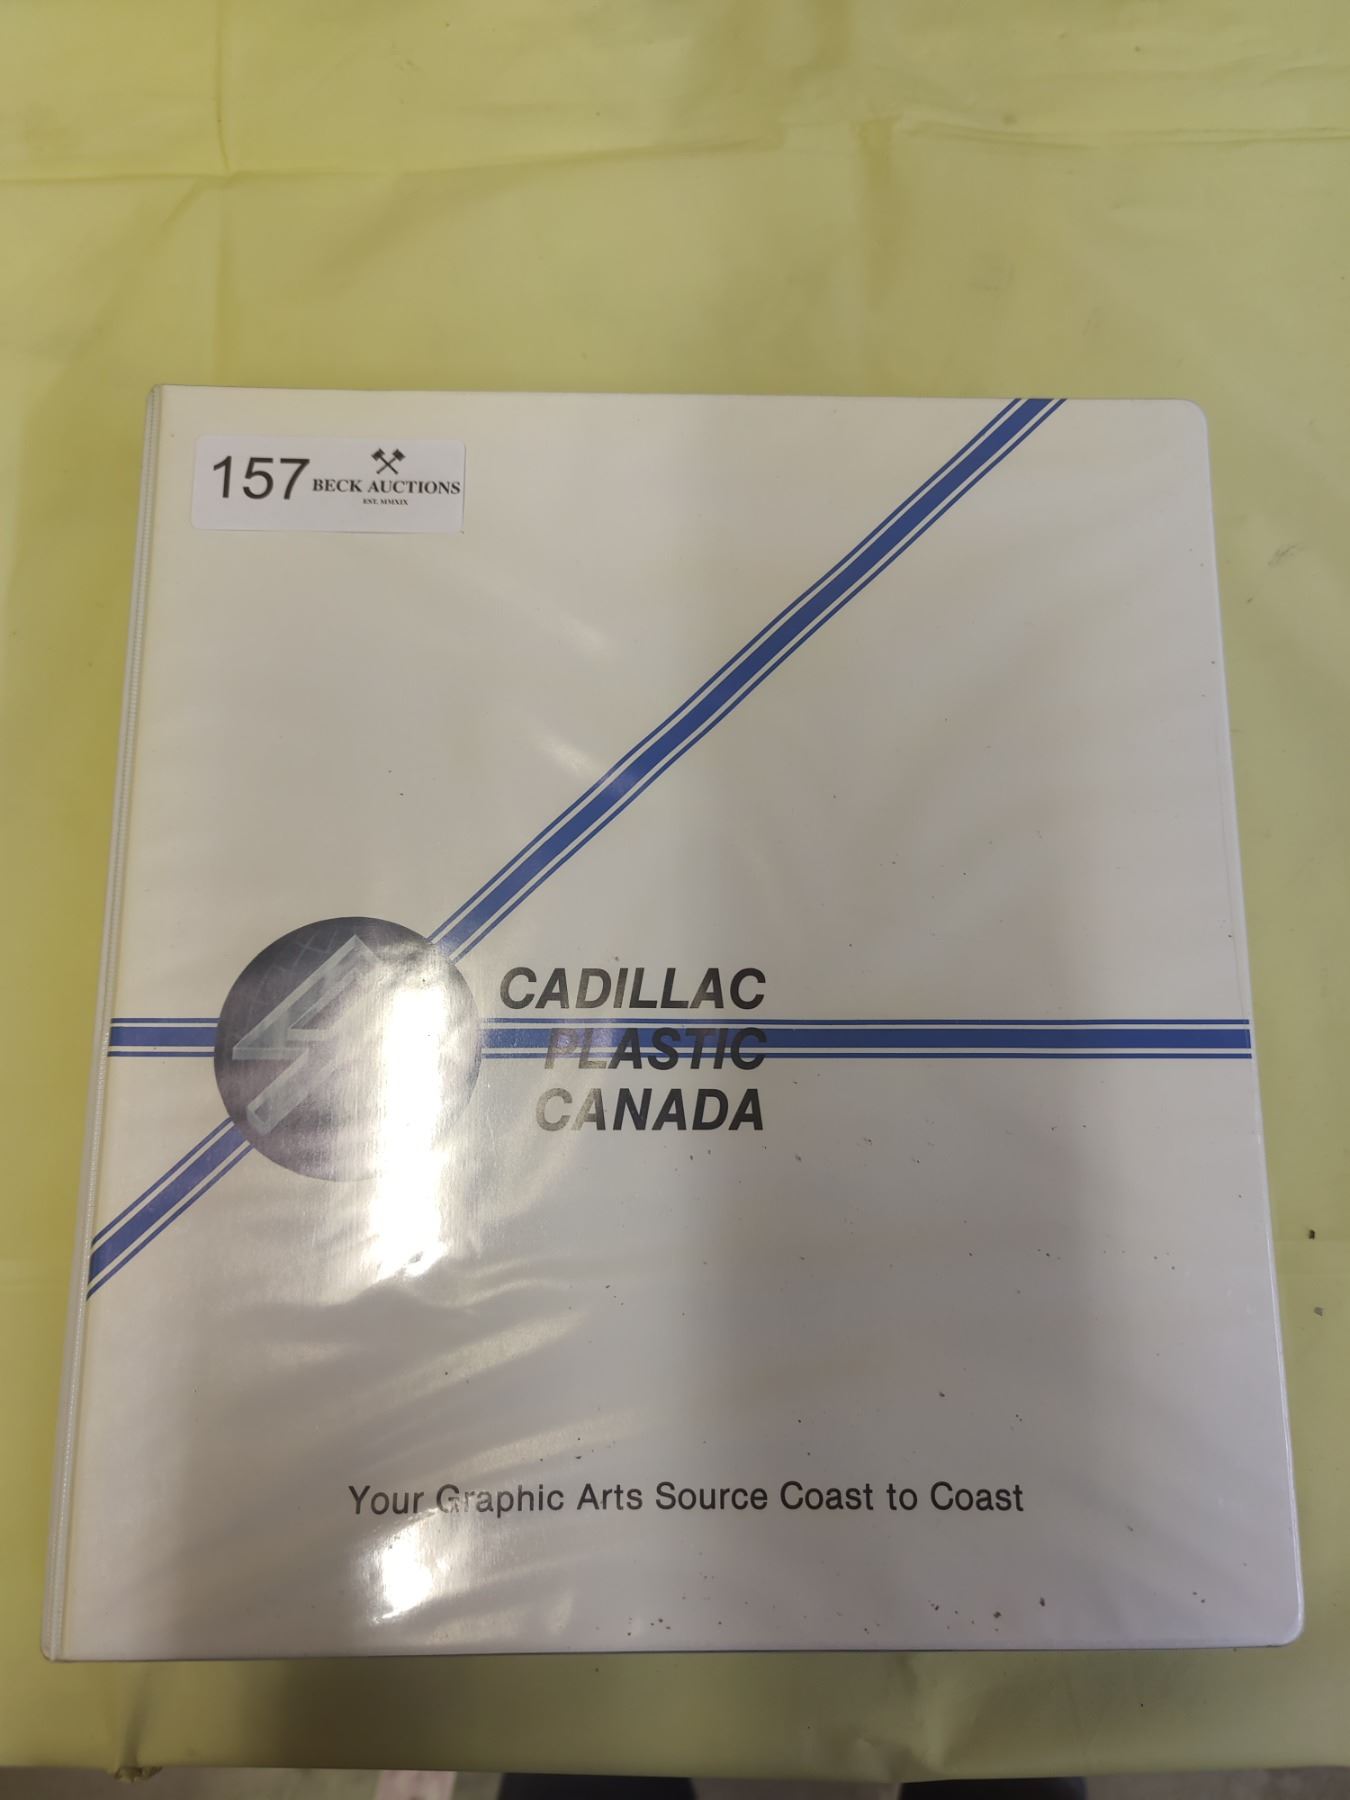 157
BECK AUCTIONS
EST. MMXIX
CADILLAC
PLASTIC
CANADA
Your Graphic Arts Source Coast to Coast